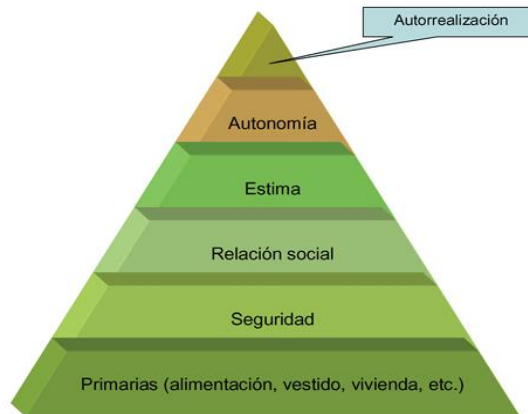 Autorrealización
Autonomía
Estima
Relación social
Seguridad
Primarias (alimentación, vestido, vivienda, etc.)